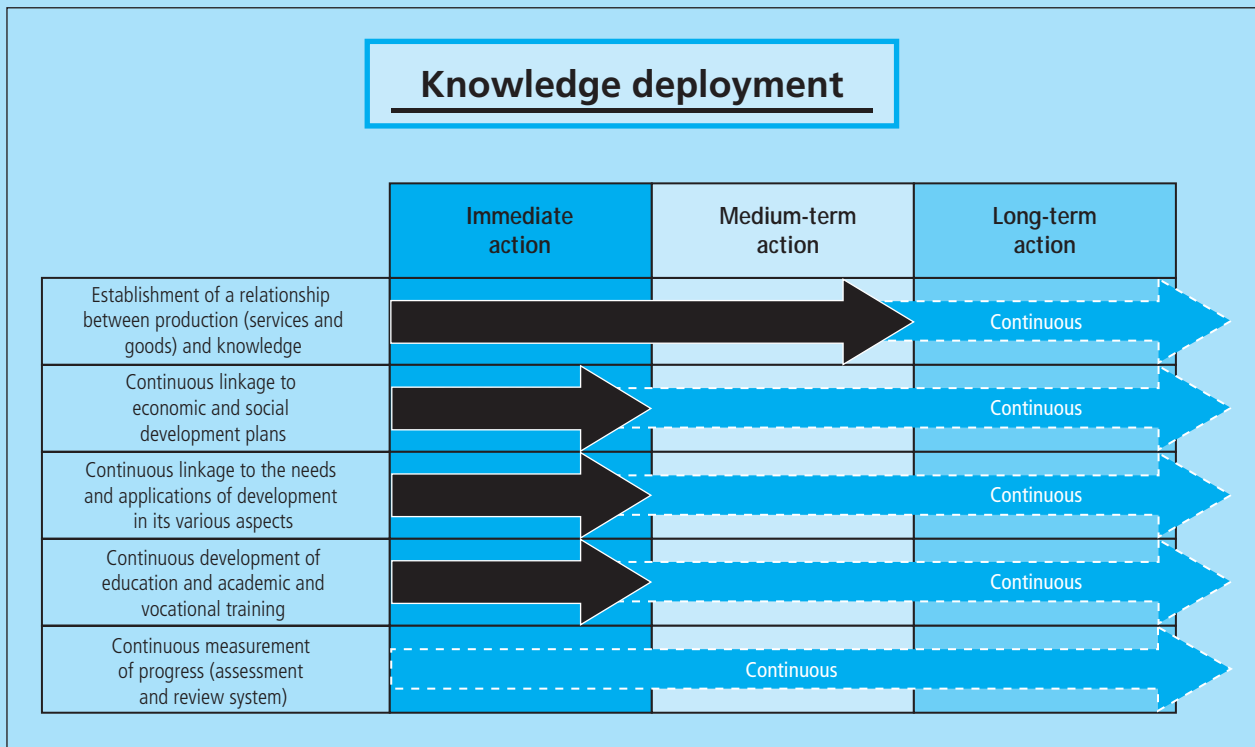 Knowledge deployment
Immediate
action
Medium-term
action
Long-term
action
Establishment of a relationship
between production (services and
goods) and knowledge
Continuous
Continuous linkage to
economic and social
development plans
Continuous
Continuous linkage to the needs
and applications of development
in its various aspects
Continuous
Continuous development of
education and academic and
vocational training
Continuous
Continuous measurement
of progress (assessment
and review system)
Continuous